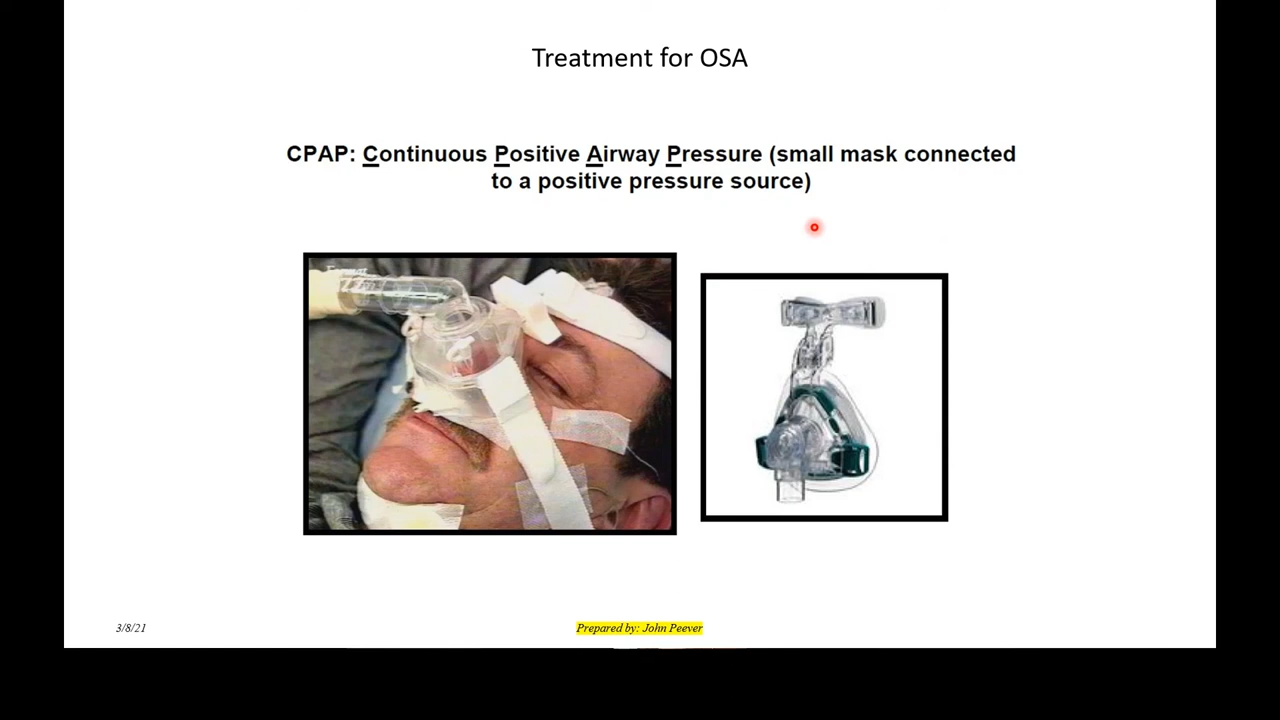 Treatment for OSA
CPAP: Continuous Positive Airway Pressure (small mask connected
to a positive pressure source)
3/8/21
Prepared by: John Peever